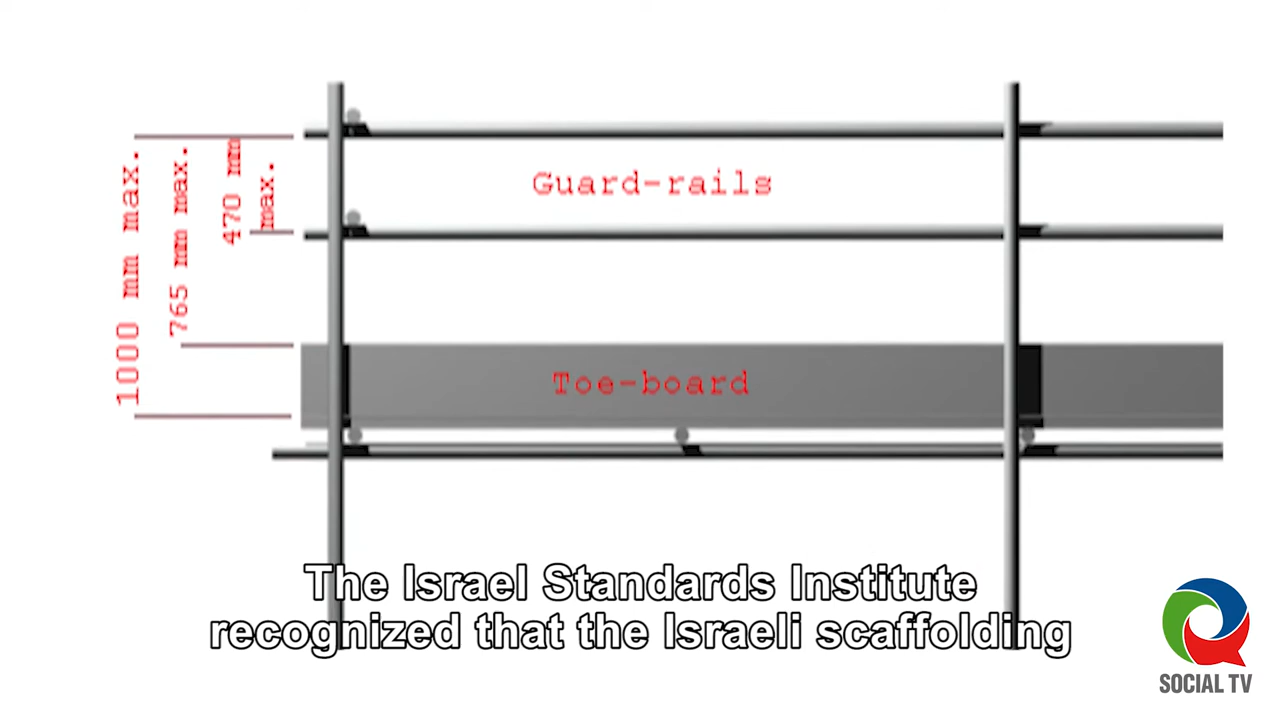 1000 mm max.
765 mm max.
470 mm
max.
Guard-rails
Toe-board
The Israel Standards Institute
recognized that the Israeli scaffolding
SOCIAL TV